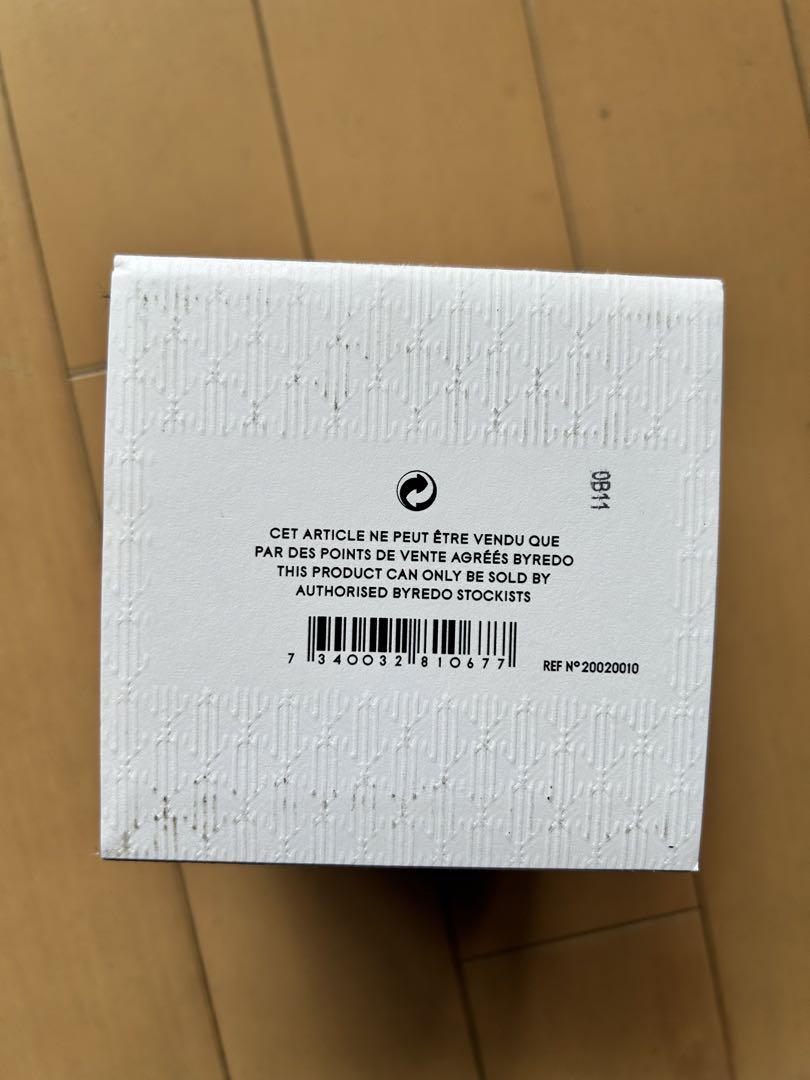 0B11
CET ARTICLE NE PEUT ÊTRE VENDU QUE
PAR DES POINTS DE VENTE AGRÉÉS BYREDO
THIS PRODUCT CAN ONLY BE SOLD BY
AUTHORISED BYREDO STOCKISTS
7 340032 810677
REF N° 20020010